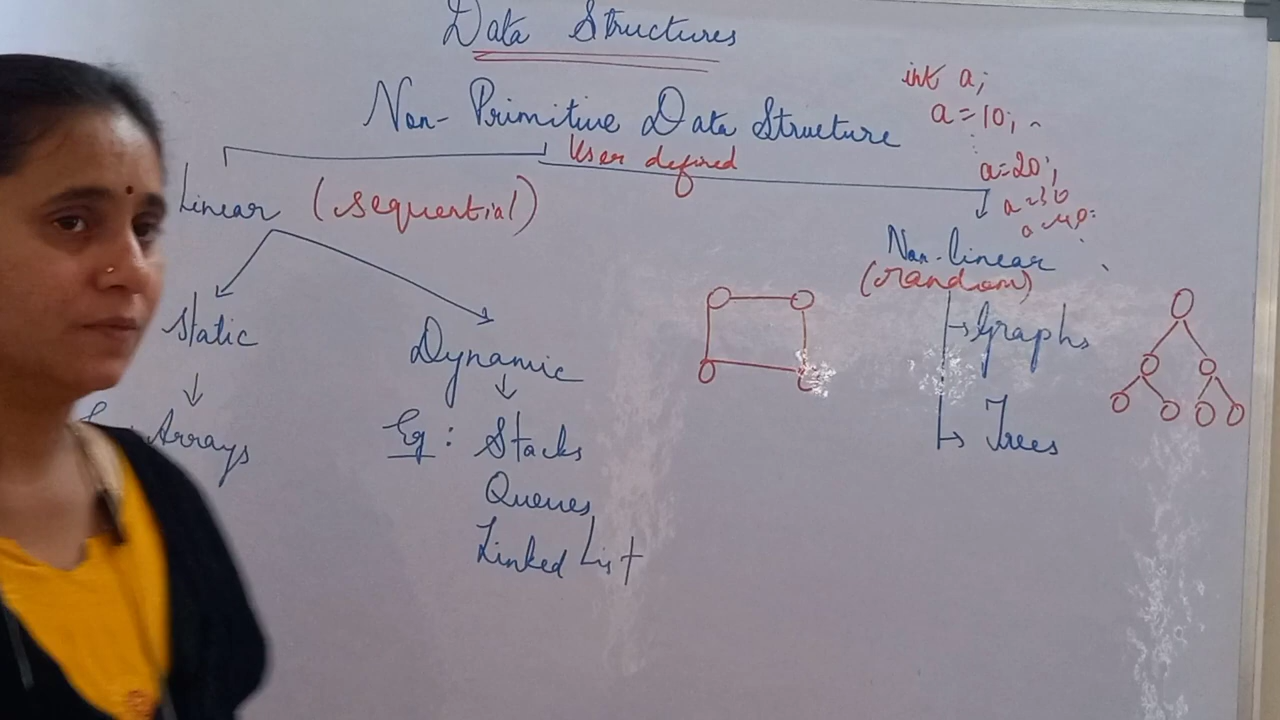 Data Structures
Non-Primitive Data Structure
User defined
int a;
a=10;
a=20;
a=30
Linear (Sequential)
Non-linear
(random)
Static
Dynamic
Graphs
Arrays
Eg: Stacks
Trees
Queues
Linked List